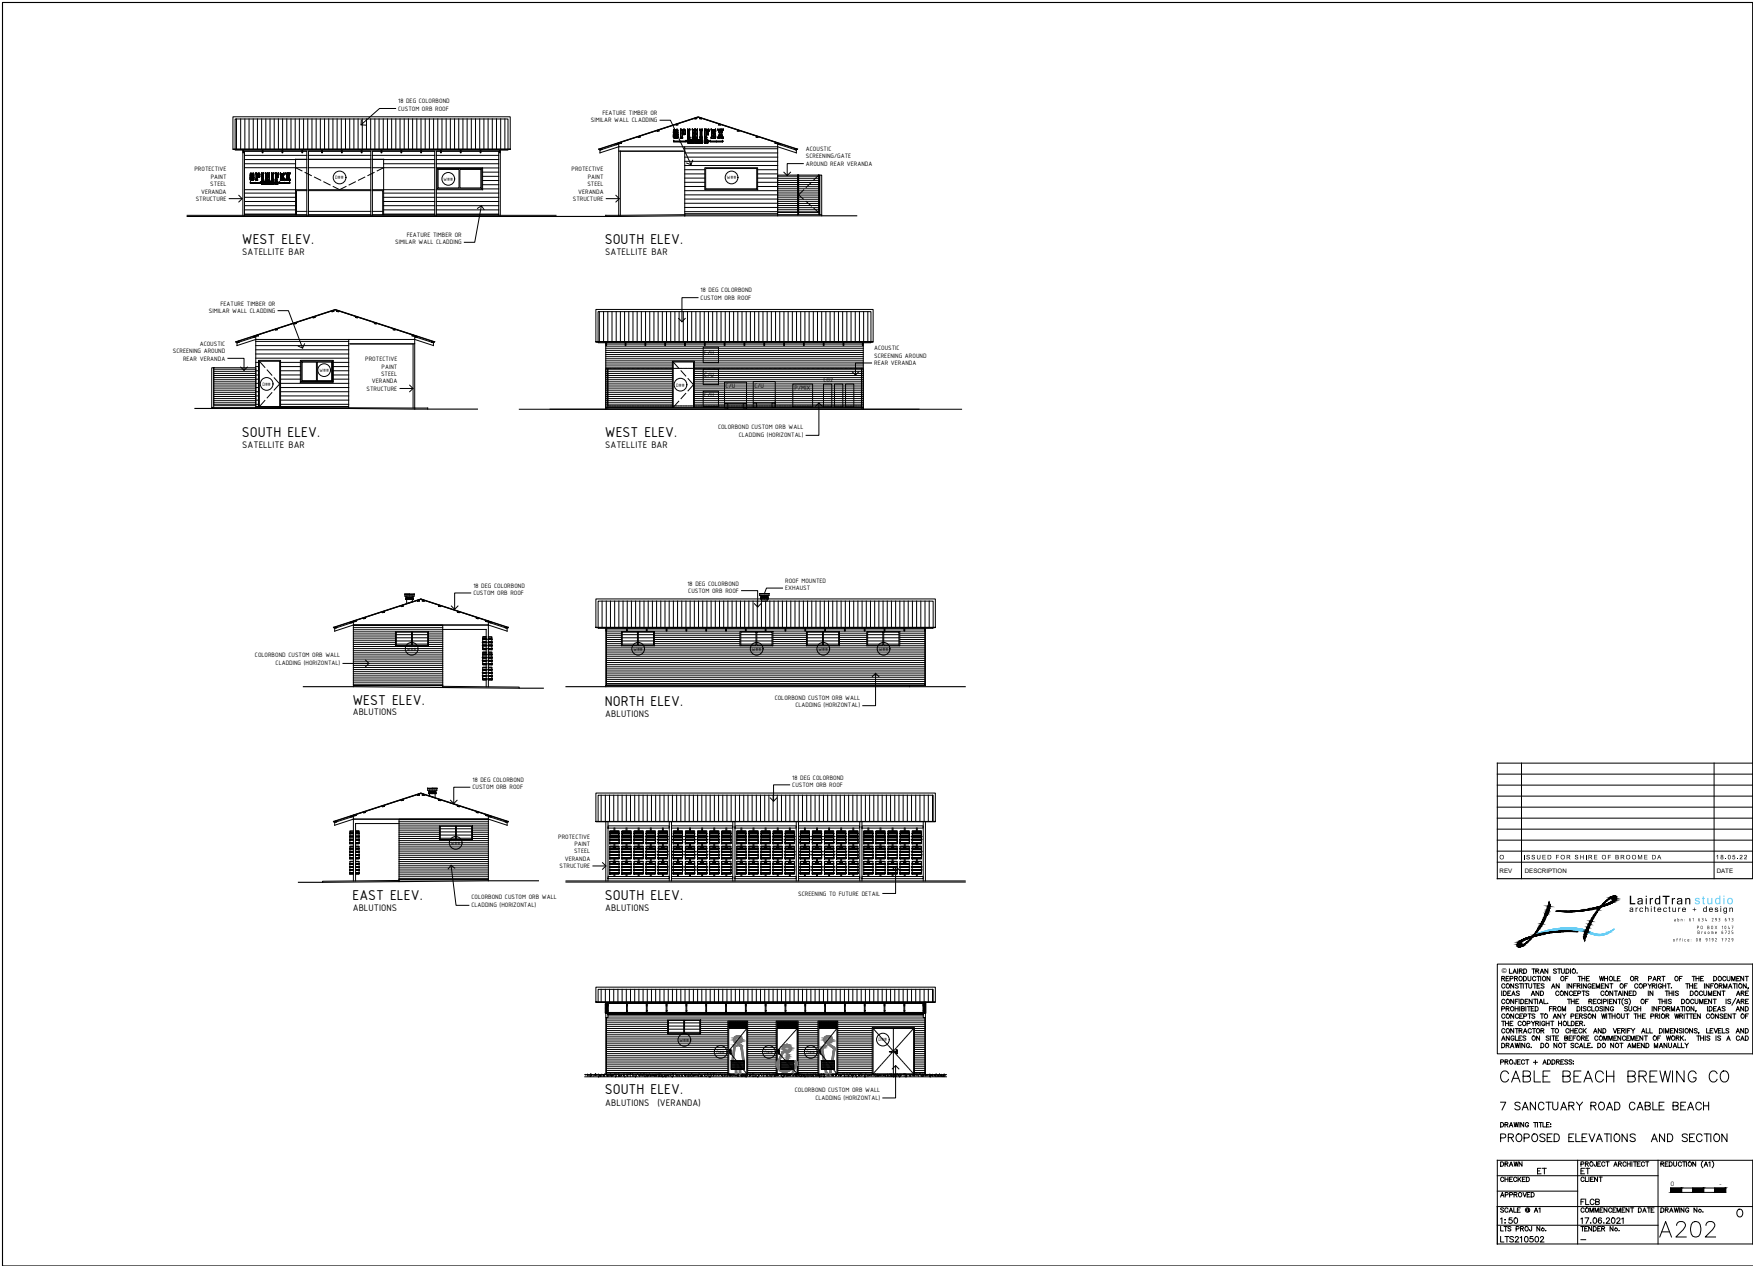 18 DEG COLORBOND
CUSTOM ORB ROOF
PROTECTIVE
PAINT
STEEL
VERANDA
STRUCTURE
SPINIFEX
FEATURE TIMBER OR
SIMILAR WALL CLADDING
WEST ELEV.
SATELLITE BAR
FEATURE TIMBER OR
SIMILAR WALL CLADDING
SPINIFEX
ACOUSTIC
SCREENING/GATE
AROUND REAR VERANDA
PROTECTIVE
PAINT
STEEL
VERANDA
STRUCTURE
SOUTH ELEV.
SATELLITE BAR
FEATURE TIMBER OR
SIMILAR WALL CLADDING
ACOUSTIC
SCREENING AROUND
REAR VERANDA
PROTECTIVE
PAINT
STEEL
VERANDA
STRUCTURE
SOUTH ELEV.
SATELLITE BAR
18 DEG COLORBOND
CUSTOM ORB ROOF
ACOUSTIC
SCREENING AROUND
REAR VERANDA
COLORBOND CUSTOM ORB WALL
CLADDING (HORIZONTAL)
WEST ELEV.
SATELLITE BAR
18 DEG COLORBOND
CUSTOM ORB ROOF
COLORBOND CUSTOM ORB WALL
CLADDING (HORIZONTAL)
WEST ELEV.
ABLUTIONS
18 DEG COLORBOND
CUSTOM ORB ROOF
ROOF MOUNTED
EXHAUST
COLORBOND CUSTOM ORB WALL
CLADDING (HORIZONTAL)
NORTH ELEV.
ABLUTIONS
18 DEG COLORBOND
CUSTOM ORB ROOF
COLORBOND CUSTOM ORB WALL
CLADDING (HORIZONTAL)
EAST ELEV.
ABLUTIONS
18 DEG COLORBOND
CUSTOM ORB ROOF
PROTECTIVE
PAINT
STEEL
VERANDA
STRUCTURE
SCREENING TO FUTURE DETAIL
SOUTH ELEV.
ABLUTIONS
COLORBOND CUSTOM ORB WALL
CLADDING (HORIZONTAL)
SOUTH ELEV.
ABLUTIONS (VERANDA)
0 ISSUED FOR SHIRE OF BROOME DA 18.05.22
REV DESCRIPTION DATE
LairdTran studio
architecture + design
abn: 61 634 293 673
PO BOX 1047
Broome 6725
office: 08 9192 7729
© LAIRD TRAN STUDIO.
REPRODUCTION OF THE WHOLE OR PART OF THE DOCUMENT
CONSTITUTES AN INFRINGEMENT OF COPYRIGHT. THE INFORMATION,
IDEAS AND CONCEPTS CONTAINED IN THIS DOCUMENT ARE
CONFIDENTIAL. THE RECIPIENT(S) OF THIS DOCUMENT IS/ARE
PROHIBITED FROM DISCLOSING SUCH INFORMATION, IDEAS AND
CONCEPTS TO ANY PERSON WITHOUT THE PRIOR WRITTEN CONSENT OF
THE COPYRIGHT HOLDER.
CONTRACTOR TO CHECK AND VERIFY ALL DIMENSIONS, LEVELS AND
ANGLES ON SITE BEFORE COMMENCEMENT OF WORK. THIS IS A CAD
DRAWING. DO NOT SCALE. DO NOT AMEND MANUALLY
PROJECT + ADDRESS:
CABLE BEACH BREWING CO
7 SANCTUARY ROAD CABLE BEACH
DRAWING TITLE:
PROPOSED ELEVATIONS AND SECTION
DRAWN PROJECT ARCHITECT REDUCTION (A1)
ET ET
CHECKED CLIENT
APPROVED
FLCB
SCALE @ A1 COMMENCEMENT DATE DRAWING No. 0
1:50 17.06.2021
LTS PROJ No. TENDER No. A202
LTS210502 –